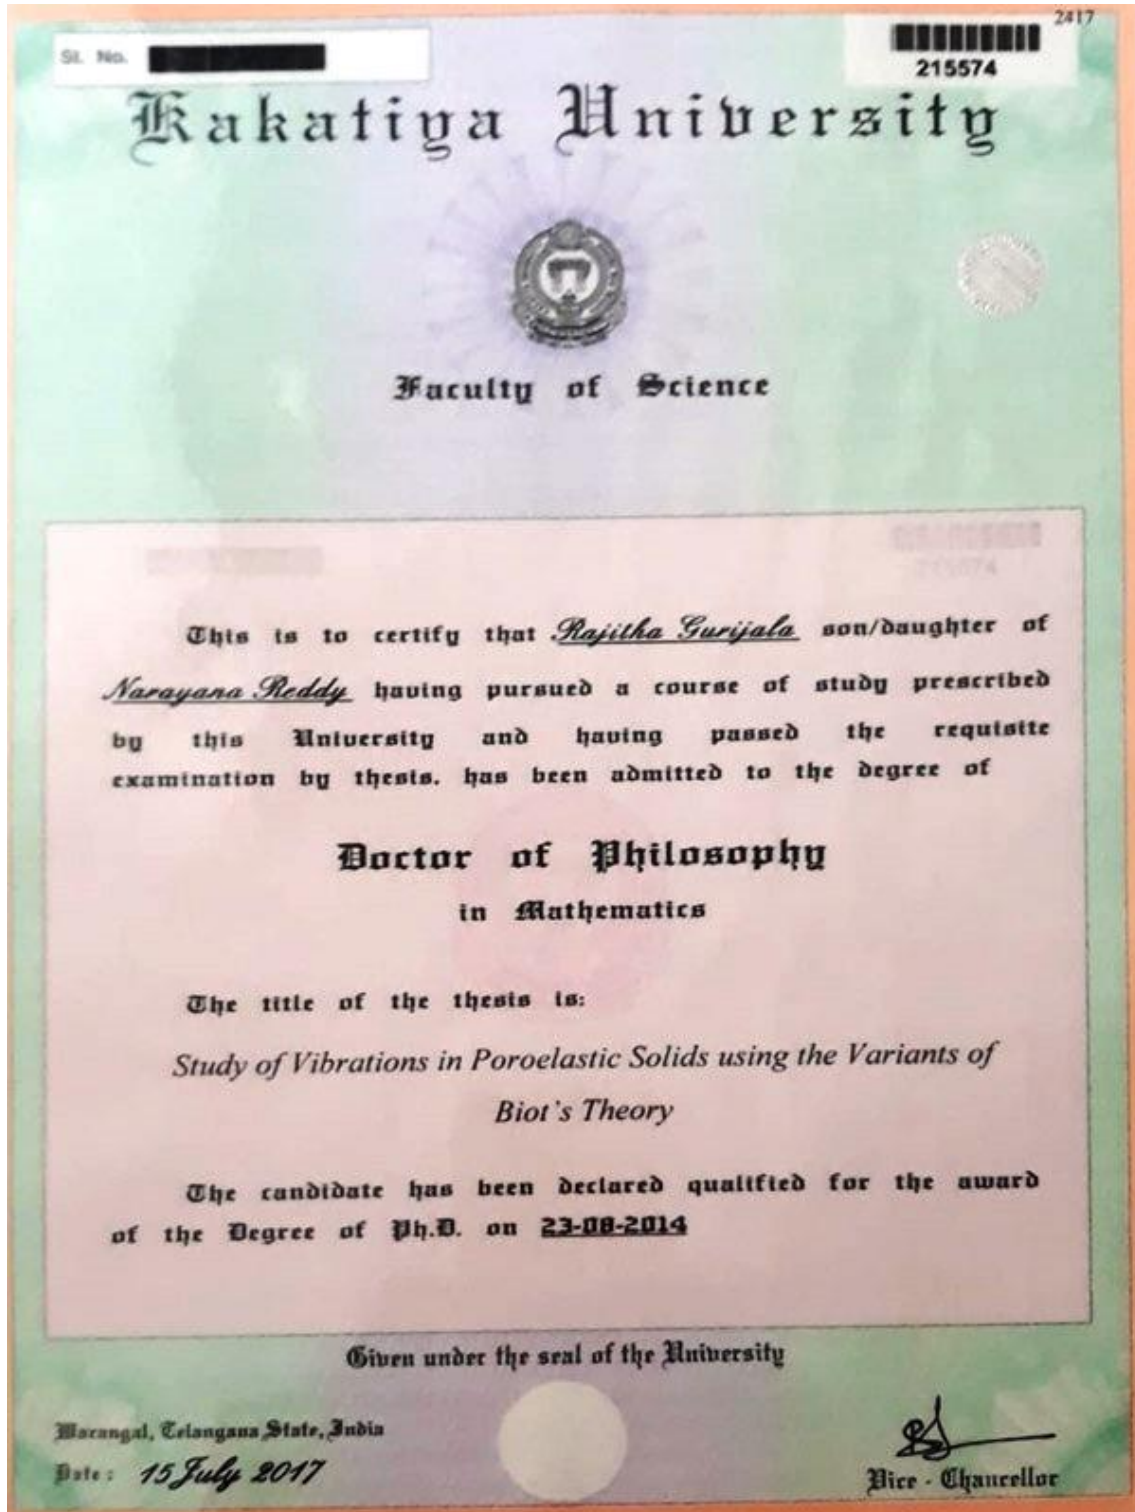 Sl. No.
2417
215574
Kakatiya University
Faculty of Science
This is to certify that Rajitha Gurijala son/daughter of
Narayana Reddy having pursued a course of study prescribed
by this University and having passed the requisite
examination by thesis. has been admitted to the degree of
Doctor of Philosophy
in Mathematics
The title of the thesis is:
Study of Vibrations in Poroelastic Solids using the Variants of
Biot's Theory
The candidate has been declared qualified for the award
of the Degree of Ph.D. on 23-08-2014
Given under the seal of the University
Warangal, Telangana State, India
Date : 15 July 2017
Vice - Chancellor